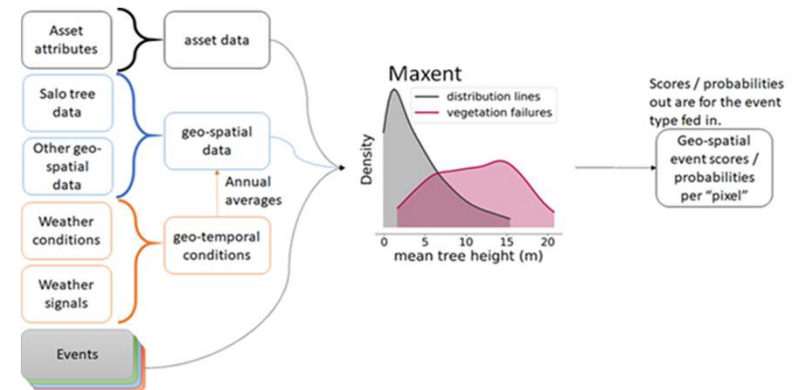 Asset
attributes
asset data
Salo tree
data
Other geo-
spatial
data
geo-spatial
data
Annual
averages
Weather
conditions
geo-temporal
conditions
Weather
signals
Events
Maxent
distribution lines
vegetation failures
Density
0 5 10 15 20
mean tree height (m)
Scores / probabilities
out are for the event
type fed in.
Geo-spatial
event scores /
probabilities
per “pixel”